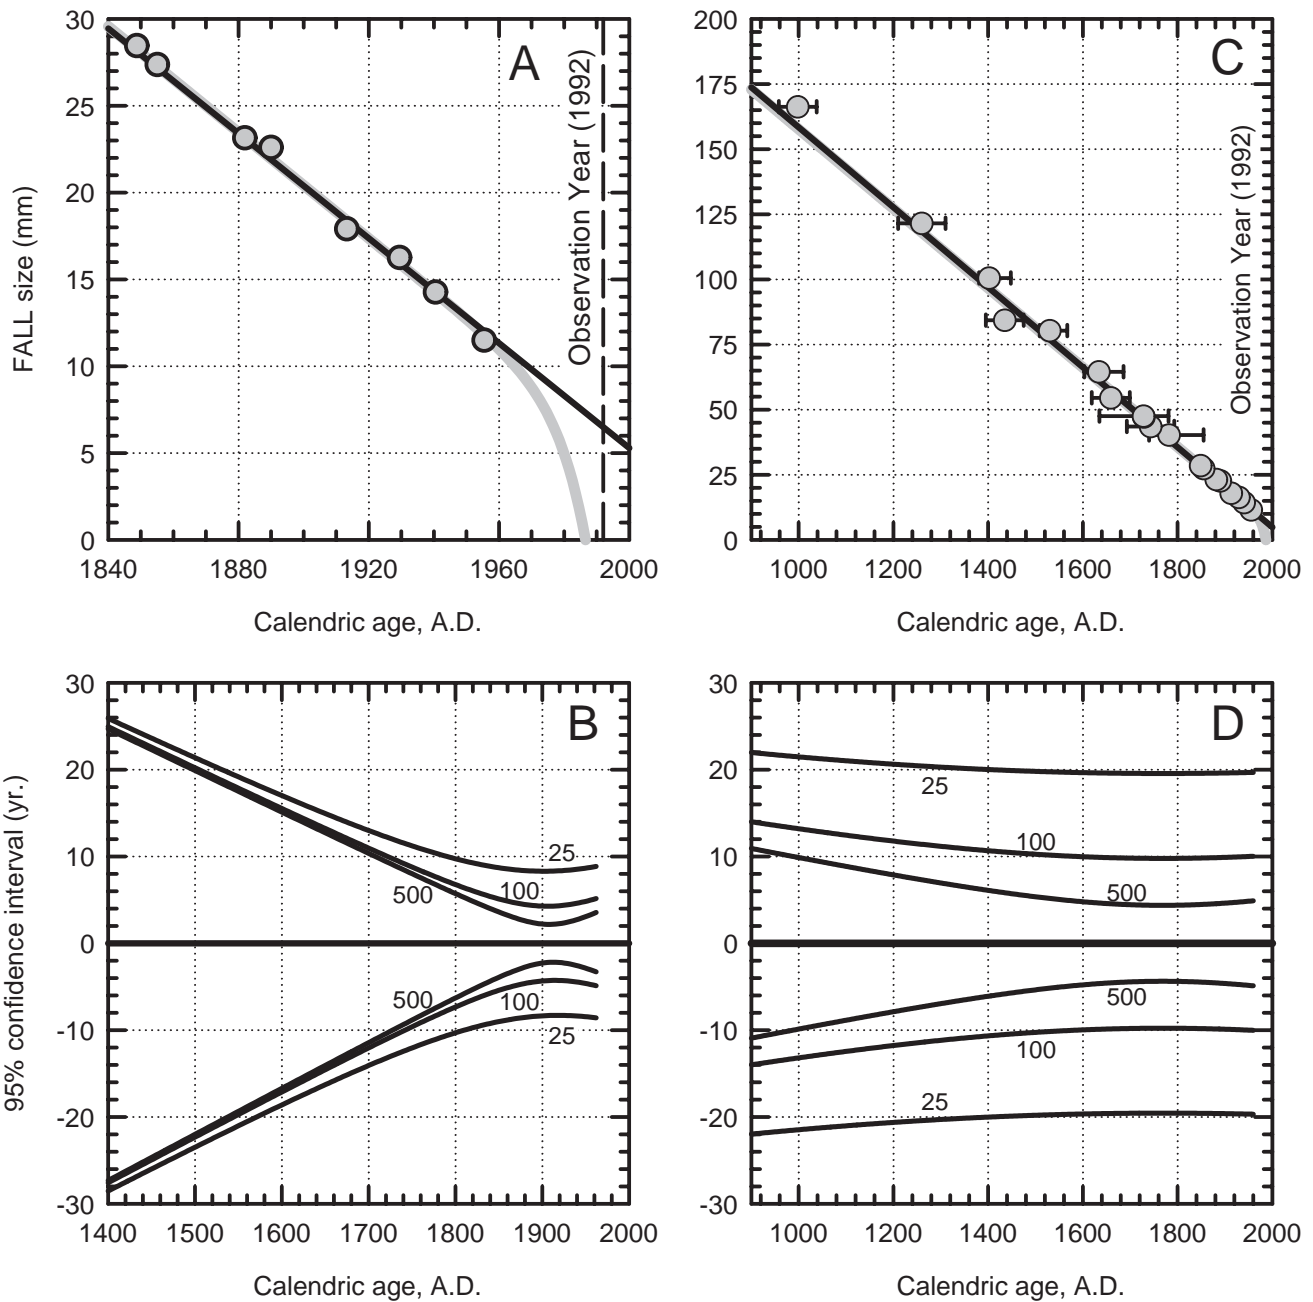 30
25
20
15
10
5
0
FALL size (mm)
A
Observation Year (1992)
1840 1880 1920 1960 2000
Calendric age, A.D.
200
175
150
125
100
75
50
25
0
C
Observation Year (1992)
1000 1200 1400 1600 1800 2000
Calendric age, A.D.
30
20
10
0
-10
-20
-30
95% confidence interval (yr.)
B
25
100
500
500
100
25
1400 1500 1600 1700 1800 1900 2000
Calendric age, A.D.
30
20
10
0
-10
-20
-30
D
25
100
500
500
100
25
1000 1200 1400 1600 1800 2000
Calendric age, A.D.